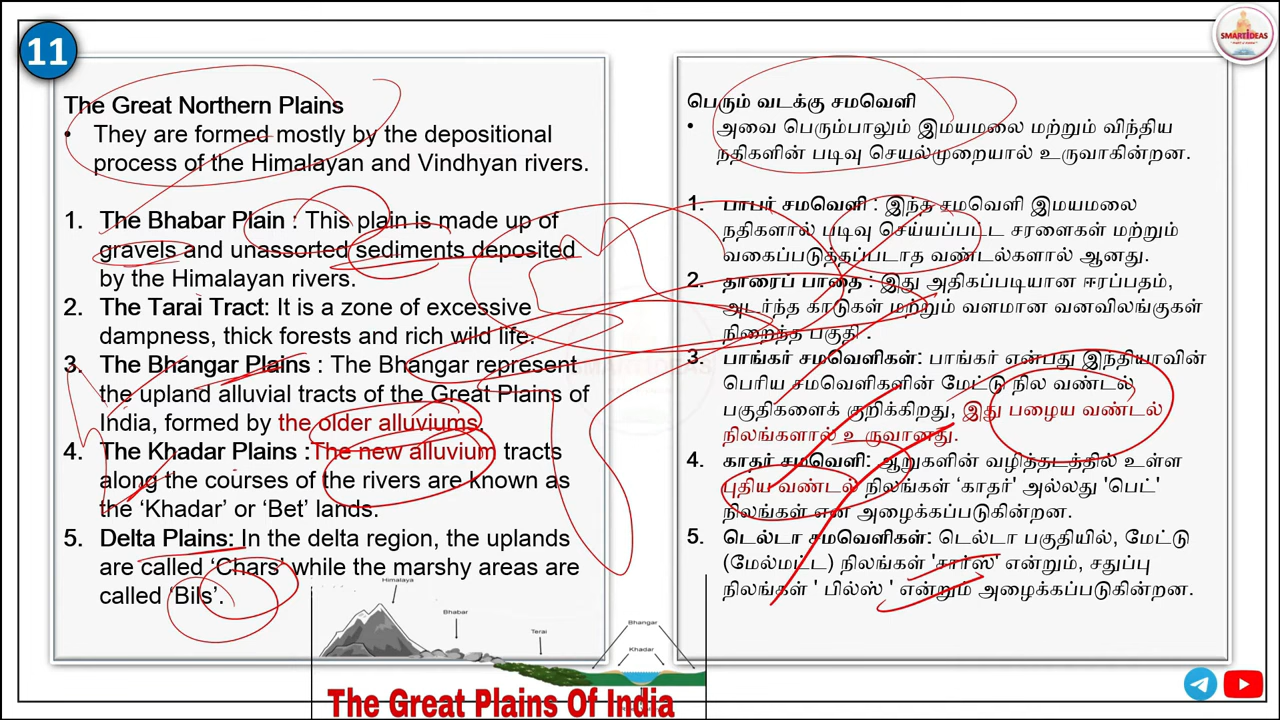 11
SMART IDEAS
The Great Northern Plains
• They are formed mostly by the depositional
process of the Himalayan and Vindhyan rivers.
1. The Bhabar Plain : This plain is made up of
gravels and unassorted sediments deposited
by the Himalayan rivers.
2. The Tarai Tract: It is a zone of excessive
dampness, thick forests and rich wild life.
3. The Bhangar Plains : The Bhangar represent
the upland alluvial tracts of the Great Plains of
India, formed by the older alluviums.
4. The Khadar Plains :The new alluvium tracts
along the courses of the rivers are known as
the ‘Khadar’ or ‘Bet’ lands.
5. Delta Plains: In the delta region, the uplands
are called ‘Chars’ while the marshy areas are
called ‘Bils’.
பெரும் வடக்கு சமவெளி
• அவை பெரும்பாலும் இமயமலை மற்றும் விந்திய
நதிகளின் படிவு செயல்முறையால் உருவாகின்றன.
1. பாபர் சமவெளி : இந்த சமவெளி இமயமலை
நதிகளால் படிவு செய்யப்பட்ட சரளைகள் மற்றும்
வகைப்படுத்தப்படாத வண்டல்களால் ஆனது.
2. தாரைப் பாதை : இது அதிகப்படியான ஈரப்பதம்,
அடர்ந்த காடுகள் மற்றும் வளமான வனவிலங்குகள்
நிறைந்த பகுதி .
3. பாங்கர் சமவெளிகள்: பாங்கர் என்பது இந்தியாவின்
பெரிய சமவெளிகளின் மேட்டு நில வண்டல்
பகுதிகளைக் குறிக்கிறது, இது பழைய வண்டல்
நிலங்களால் உருவானது.
4. காதர் சமவெளி: ஆறுகளின் வழித்தடத்தில் உள்ள
புதிய வண்டல் நிலங்கள் ‘காதர்’ அல்லது 'பெட்’
நிலங்கள் என அழைக்கப்படுகின்றன.
5. டெல்டா சமவெளிகள்: டெல்டா பகுதியில், மேட்டு
(மேல்மட்ட) நிலங்கள் 'சார்ஸ்' என்றும், சதுப்பு
நிலங்கள் ' பில்ஸ் ' என்றும் அழைக்கப்படுகின்றன.
Himalaya
Bhabar
Terai
Bhangar
Khadar
The Great Plains Of India